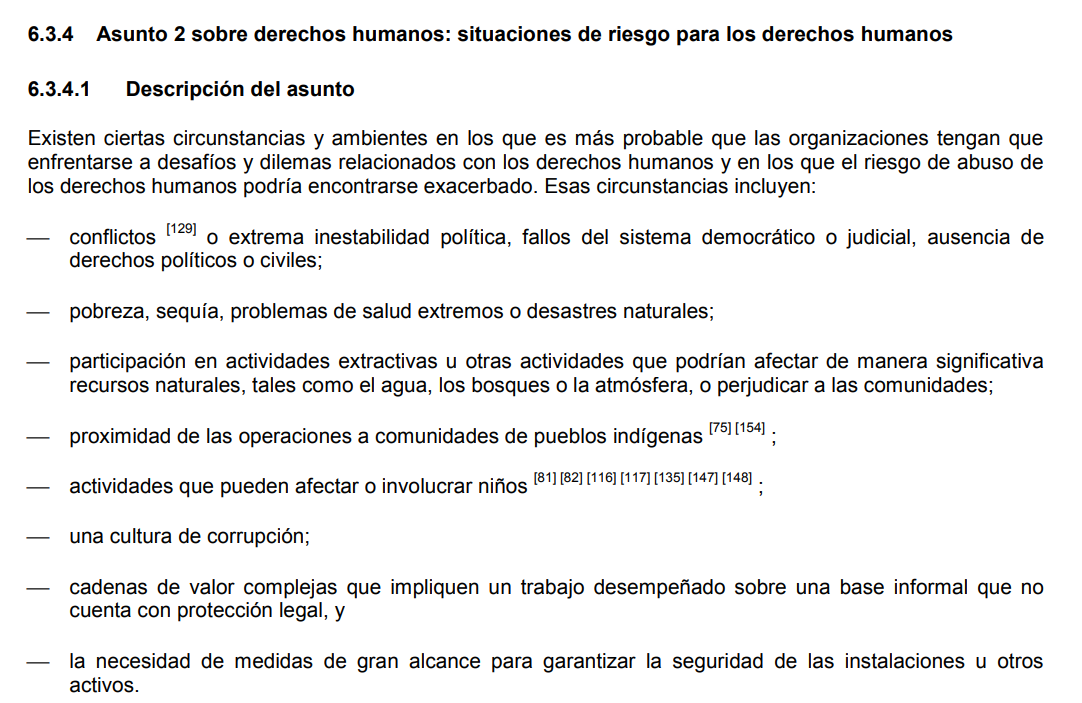 6.3.4 Asunto 2 sobre derechos humanos: situaciones de riesgo para los derechos humanos
6.3.4.1 Descripción del asunto
Existen ciertas circunstancias y ambientes en los que es más probable que las organizaciones tengan que
enfrentarse a desafíos y dilemas relacionados con los derechos humanos y en los que el riesgo de abuso de
los derechos humanos podría encontrarse exacerbado. Esas circunstancias incluyen:
— conflictos [129] o extrema inestabilidad política, fallos del sistema democrático o judicial, ausencia de
derechos políticos o civiles;
— pobreza, sequía, problemas de salud extremos o desastres naturales;
— participación en actividades extractivas u otras actividades que podrían afectar de manera significativa
recursos naturales, tales como el agua, los bosques o la atmósfera, o perjudicar a las comunidades;
— proximidad de las operaciones a comunidades de pueblos indígenas [75] [154] ;
— actividades que pueden afectar o involucrar niños [81] [82] [116] [117] [135] [147] [148] ;
— una cultura de corrupción;
— cadenas de valor complejas que impliquen un trabajo desempeñado sobre una base informal que no
cuenta con protección legal, y
— la necesidad de medidas de gran alcance para garantizar la seguridad de las instalaciones u otros
activos.